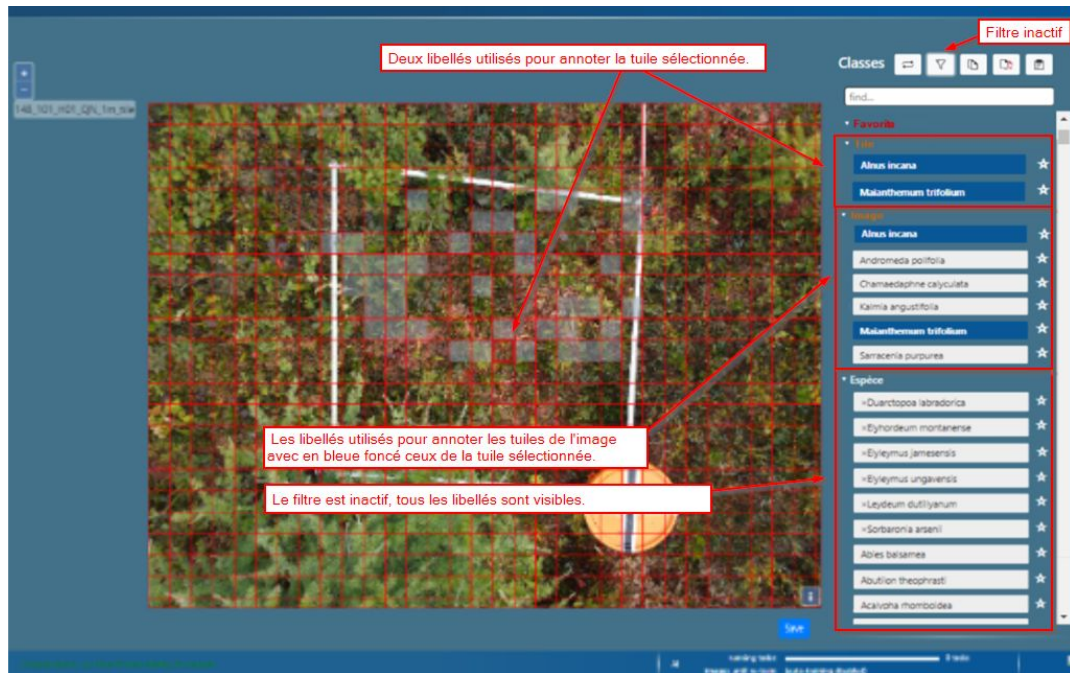 Filtre inactif
Deux libellés utilisés pour annoter la tuile sélectionnée.
Classes
find...
Favorits
Tile
Alnus incana
Maianthemum trifolium
Image
Alnus incana
Andromeda polifolia
Chamaedaphne calyculata
Kalmia angustifolia
Maianthemum trifolium
Sarracenia purpurea
Espèce
×Duarctopoa labradorica
×Elyhordeum montanense
×Elyleymus jamesensis
×Elyleymus ungavensis
×Leydeum dutillyanum
×Sorbaronia arsenii
Abies balsamea
Abutilon theophrasti
Acalypha rhomboidea
Les libellés utilisés pour annoter les tuiles de l'image
avec en bleue foncé ceux de la tuile sélectionnée.
Le filtre est inactif, tous les libellés sont visibles.
Save